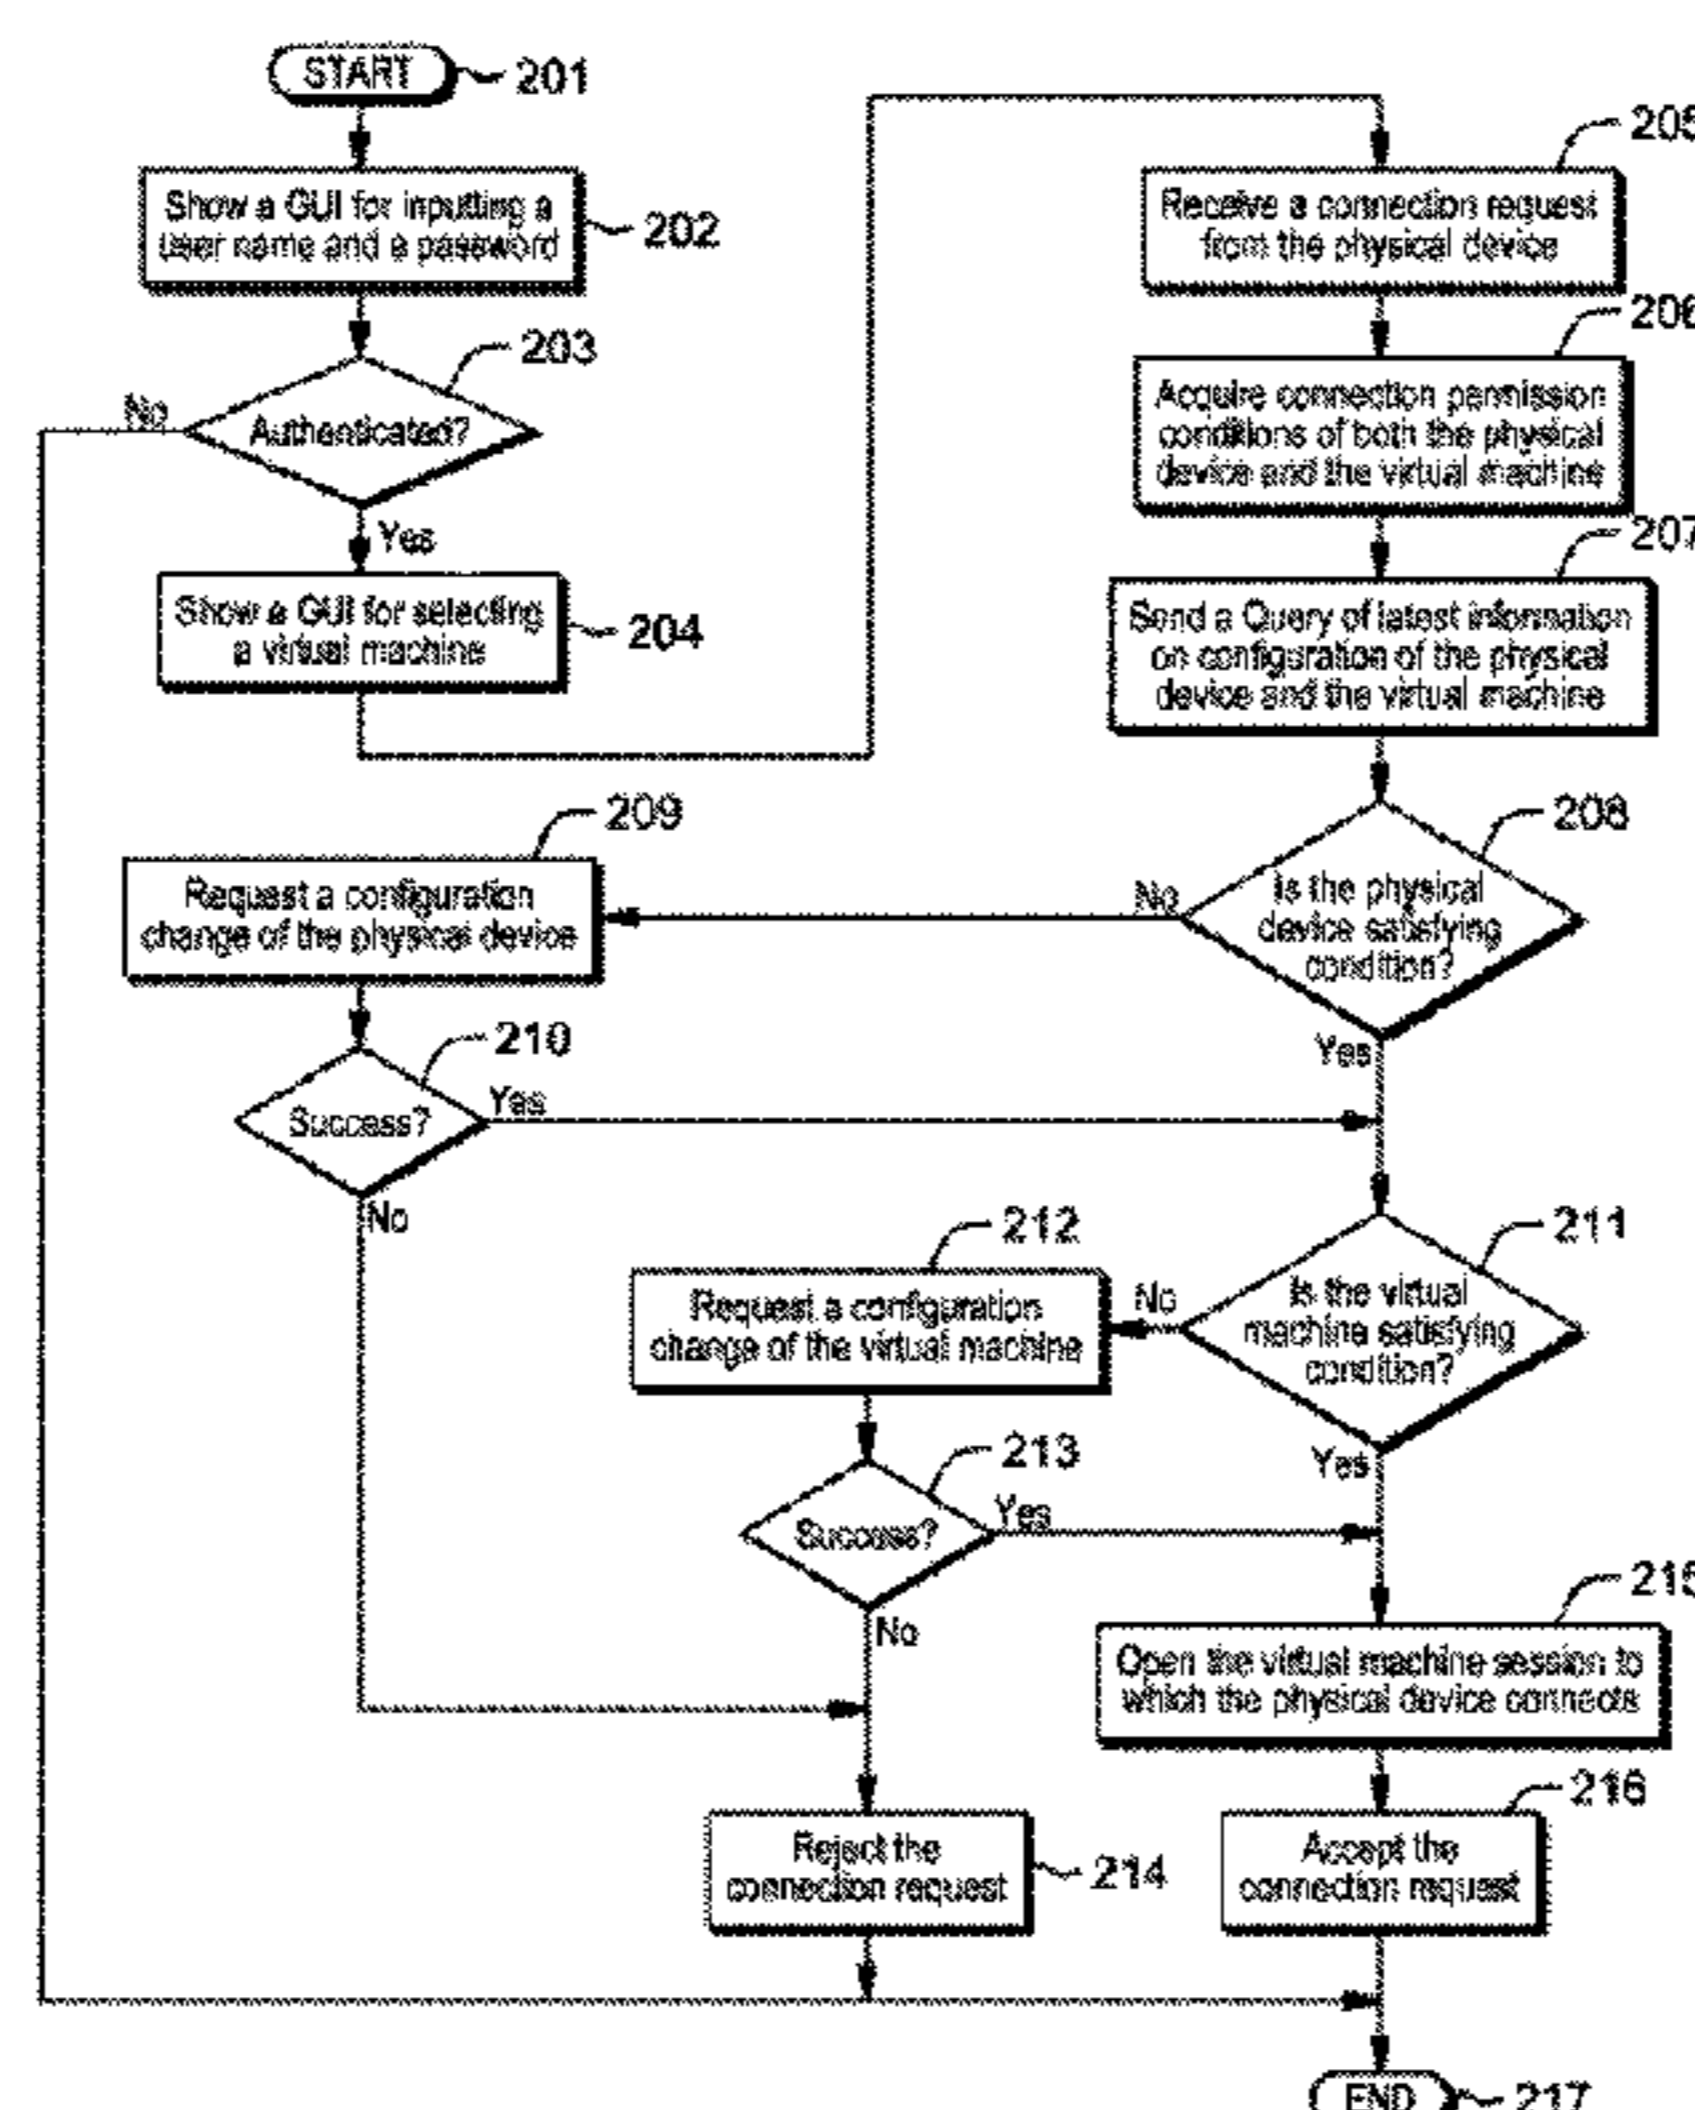 START
201
Show a GUI for inputting a
user name and a password
202
203
Authenticated?
No
Yes
Show a GUI for selecting
a virtual machine
204
205
Receive a connection request
from the physical device
206
Acquire connection permission
conditions of both the physical
device and the virtual machine
207
Send a Query of latest information
on configuration of the physical
device and the virtual machine
208
Is the physical
device satisfying
condition?
No
Yes
209
Request a configuration
change of the physical device
210
Success?
Yes
No
211
Is the virtual
machine satisfying
condition?
No
Yes
212
Request a configuration
change of the virtual machine
213
Success?
Yes
No
215
Open the virtual machine session to
which the physical device connects
Reject the
connection request
214
216
Accept the
connection request
END
217